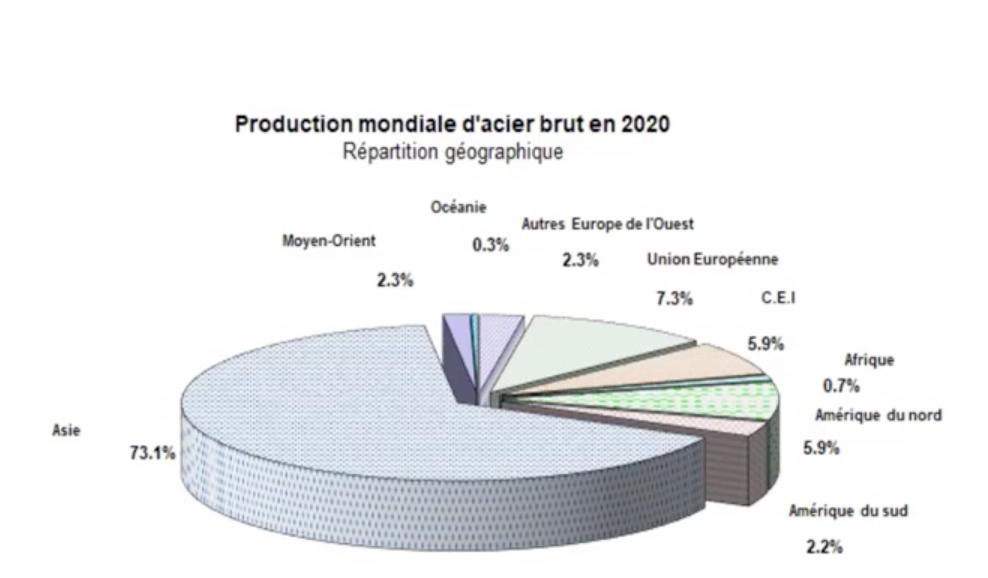 Production mondiale d'acier brut en 2020
Répartition géographique
Océanie
0.3%
Autres Europe de l'Ouest
2.3%
Moyen-Orient
2.3%
Union Européenne
7.3%
C.E.I
5.9%
Afrique
0.7%
Amérique du nord
5.9%
Asie
73.1%
Amérique du sud
2.2%